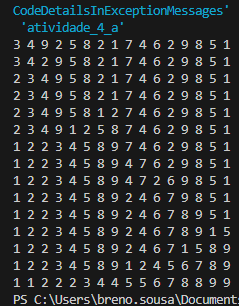 CodeDetailsInExceptionMessages'
'atividade_4_a'
3 4 9 2 5 8 2 1 7 4 6 2 9 8 5 1
3 4 2 9 5 8 2 1 7 4 6 2 9 8 5 1
2 3 4 9 5 8 2 1 7 4 6 2 9 8 5 1
2 3 4 9 5 8 2 1 7 4 6 2 9 8 5 1
2 3 4 9 5 8 1 2 7 4 6 2 9 8 5 1
2 3 4 9 1 2 5 8 7 4 6 2 9 8 5 1
1 2 2 3 4 5 8 9 7 4 6 2 9 8 5 1
1 2 2 3 4 5 8 9 4 7 6 2 9 8 5 1
1 2 2 3 4 5 8 9 4 7 2 6 9 8 5 1
1 2 2 3 4 5 8 9 2 4 6 7 9 8 5 1
1 2 2 3 4 5 8 9 2 4 6 7 8 9 5 1
1 2 2 3 4 5 8 9 2 4 6 7 8 9 1 5
1 2 2 3 4 5 8 9 2 4 6 7 1 5 8 9
1 2 2 3 4 5 8 9 1 2 4 5 6 7 8 9
1 1 2 2 2 3 4 4 5 5 6 7 8 8 9 9
PS C:\Users\breno.sousa\Document